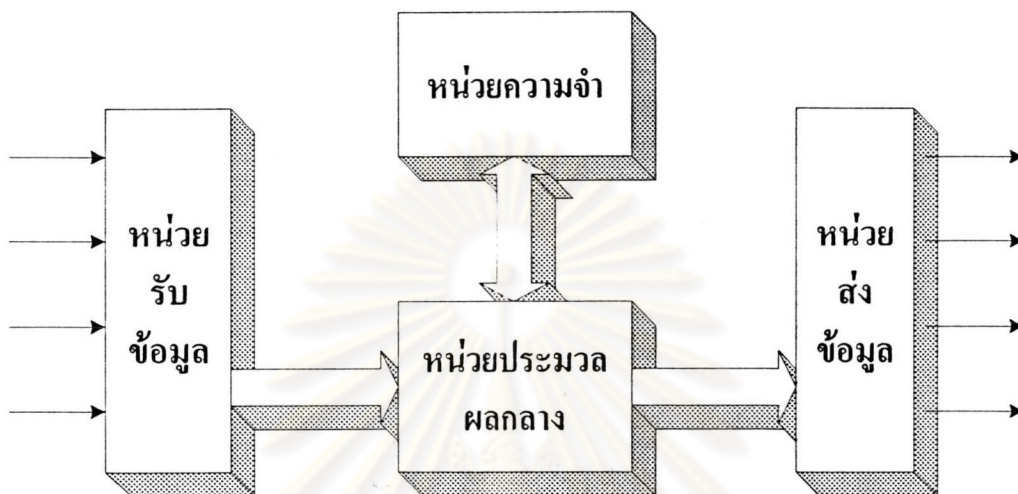 หน่วยความจำ
หน่วย
รับ
ข้อมูล
หน่วยประมวล
ผลกลาง
หน่วย
ส่ง
ข้อมูล